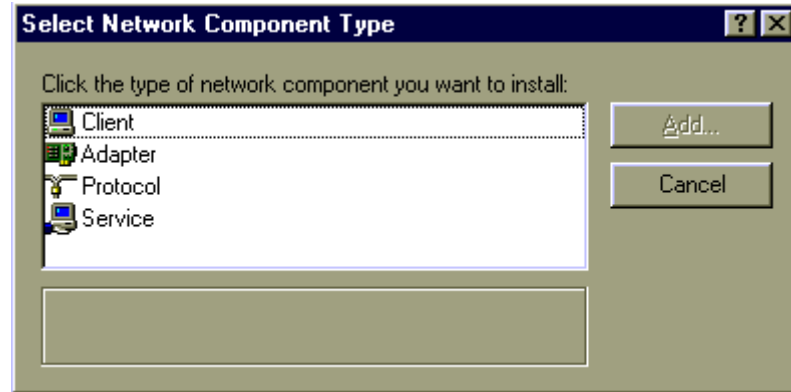 Select Network Component Type
Click the type of network component you want to install:
Client
Adapter
Protocol
Service
Add...
Cancel